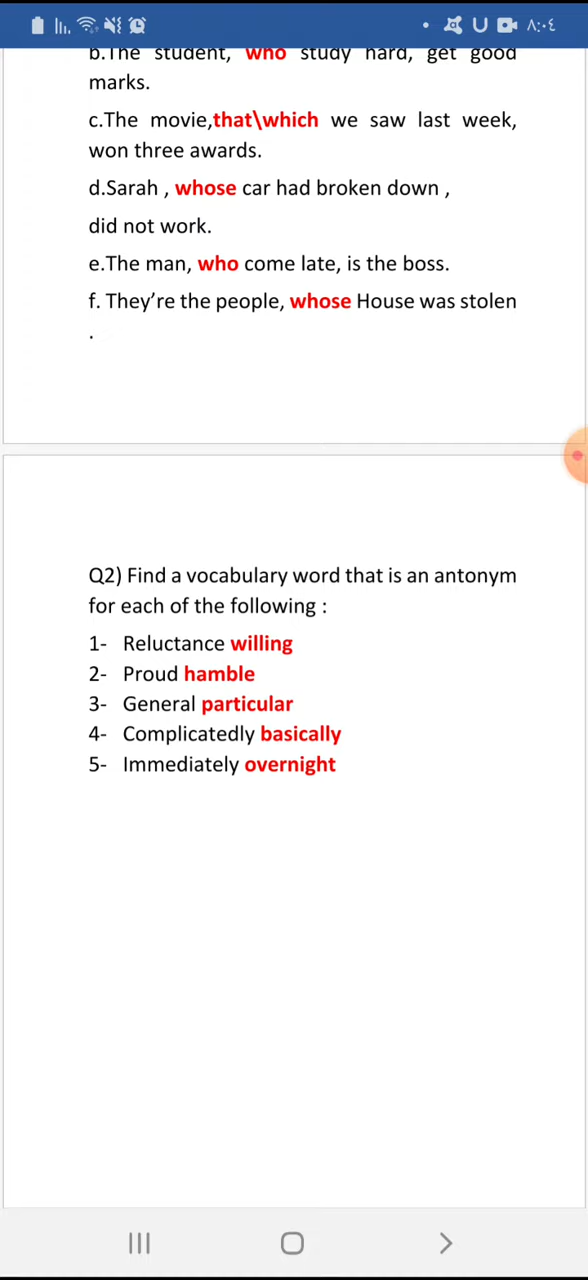 ٨:٠٤
b.The student, who study hard, get good
marks.
c.The movie,that\which we saw last week,
won three awards.
d.Sarah , whose car had broken down ,
did not work.
e.The man, who come late, is the boss.
f. They’re the people, whose House was stolen
.
Q2) Find a vocabulary word that is an antonym
for each of the following :
1- Reluctance willing
2- Proud hamble
3- General particular
4- Complicatedly basically
5- Immediately overnight